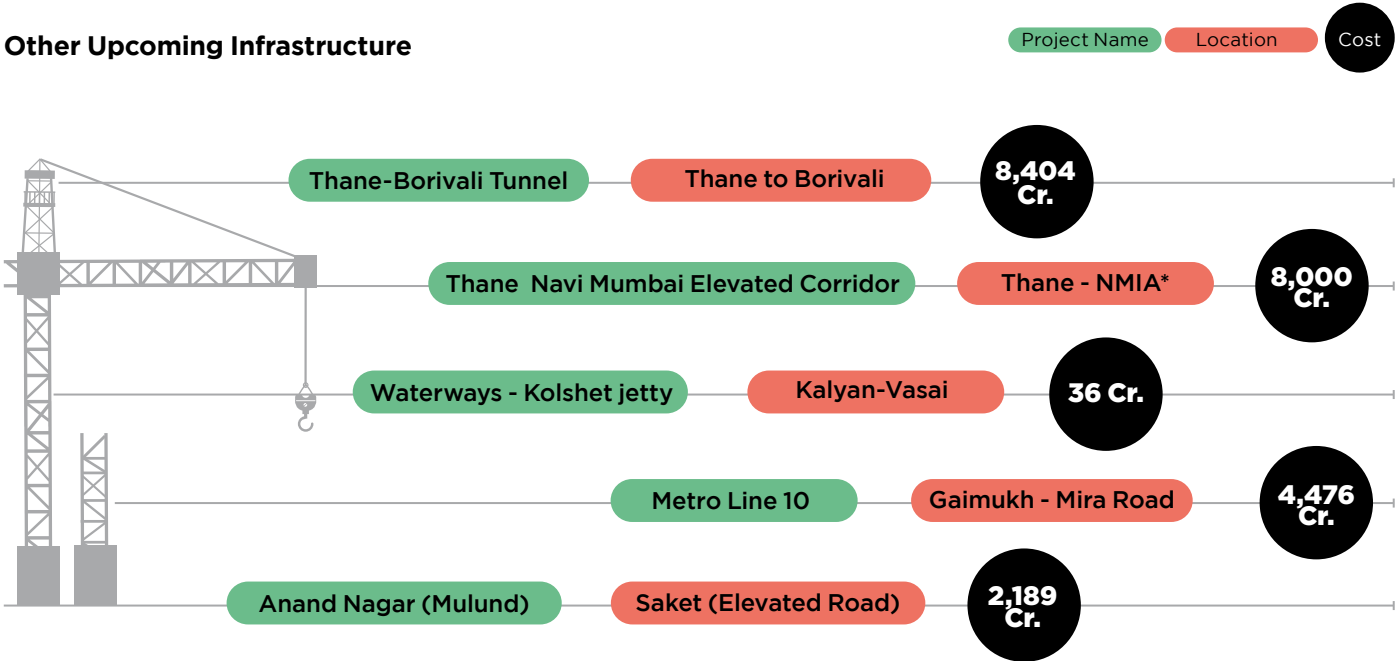 Other Upcoming Infrastructure
Project Name
Location
Cost
Thane-Borivali Tunnel
Thane to Borivali
8,404
Cr.
Thane Navi Mumbai Elevated Corridor
Thane - NMIA*
8,000
Cr.
Waterways - Kolshet jetty
Kalyan-Vasai
36 Cr.
Metro Line 10
Gaimukh - Mira Road
4,476
Cr.
Anand Nagar (Mulund)
Saket (Elevated Road)
2,189
Cr.